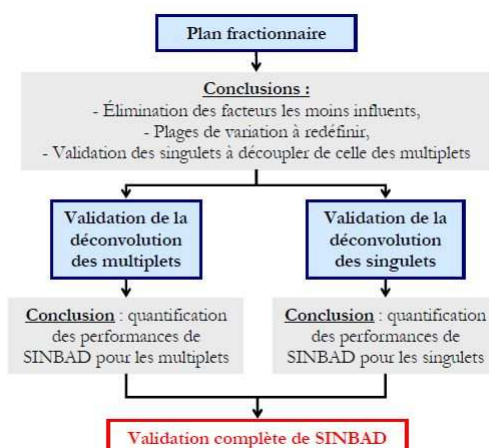 Plan fractionnaire
Conclusions :
- Élimination des facteurs les moins influents,
- Plages de variation à redéfinir,
- Validation des singulets à découpler de celle des multiplets
Validation de la
déconvolution
des multiplets
Validation de la
déconvolution
des singulets
Conclusion : quantification
des performances de
SINBAD pour les multiplets
Conclusion : quantification
des performances de
SINBAD pour les singulets
Validation complète de SINBAD